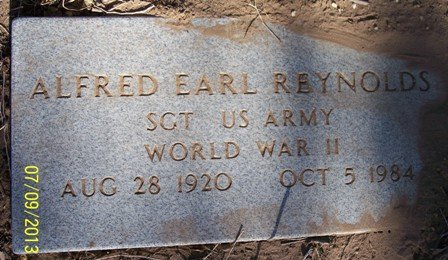 ALFRED EARL REYNOLDS
SGT US ARMY
WORLD WAR II
AUG 28 1920 OCT 5 1984
07/09/2013